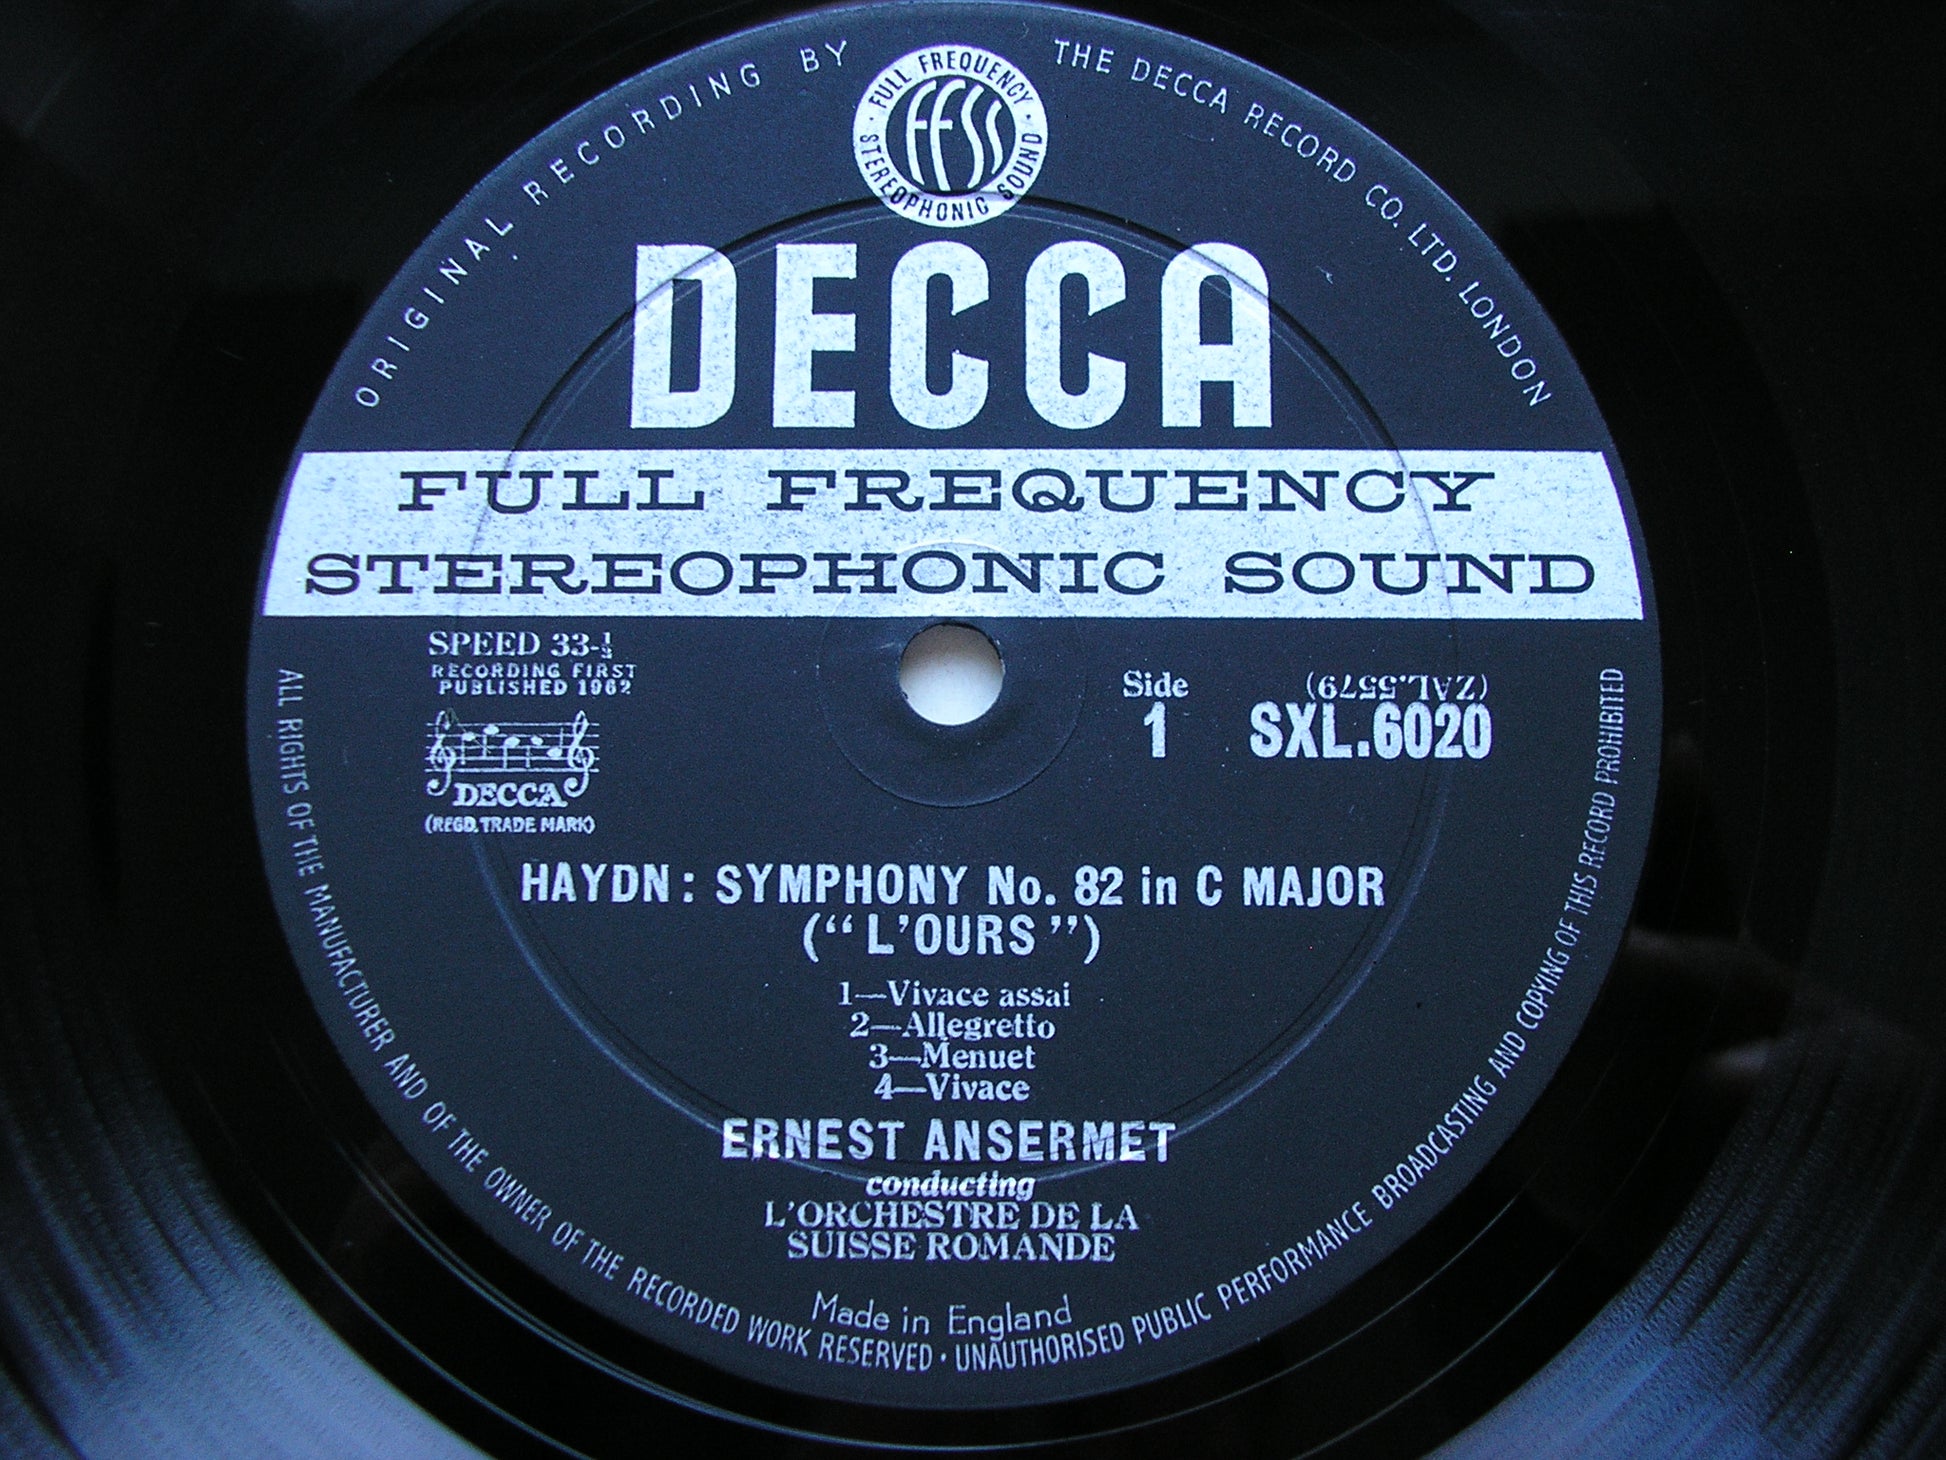 ORIGINAL RECORDING BY THE DECCA RECORD CO. LTD. LONDON
· FULL FREQUENCY · STEREOPHONIC SOUND
FFSS
DECCA
FULL FREQUENCY
STEREOPHONIC SOUND
SPEED 33-⅓
RECORDING FIRST
PUBLISHED 1962
DECCA
(REGD. TRADE MARK)
Side
1
(ZAL.5579)
SXL.6020
HAYDN: SYMPHONY No. 82 in C MAJOR
("L'OURS")
1—Vivace assai
2—Allegretto
3—Menuet
4—Vivace
ERNEST ANSERMET
conducting
L'ORCHESTRE DE LA
SUISSE ROMANDE
Made in England
ALL RIGHTS OF THE MANUFACTURER AND OF THE OWNER OF THE RECORDED WORK RESERVED · UNAUTHORISED PUBLIC PERFORMANCE BROADCASTING AND COPYING OF THIS RECORD PROHIBITED